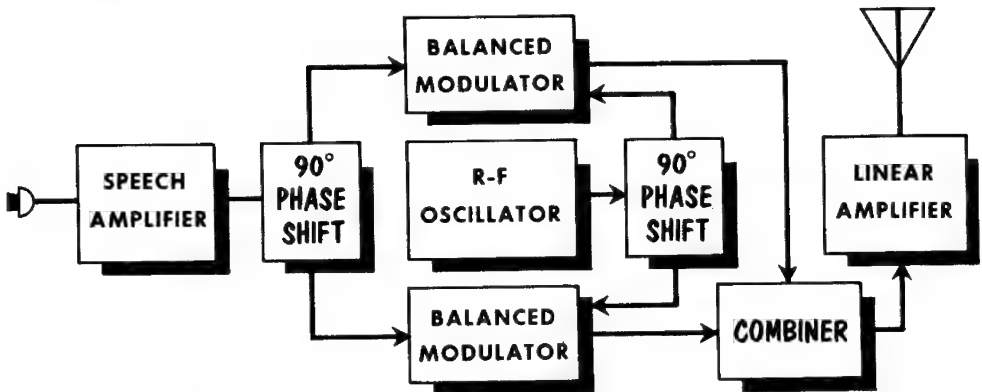 BALANCED
MODULATOR
SPEECH
AMPLIFIER
90°
PHASE
SHIFT
R-F
OSCILLATOR
90°
PHASE
SHIFT
LINEAR
AMPLIFIER
BALANCED
MODULATOR
COMBINER